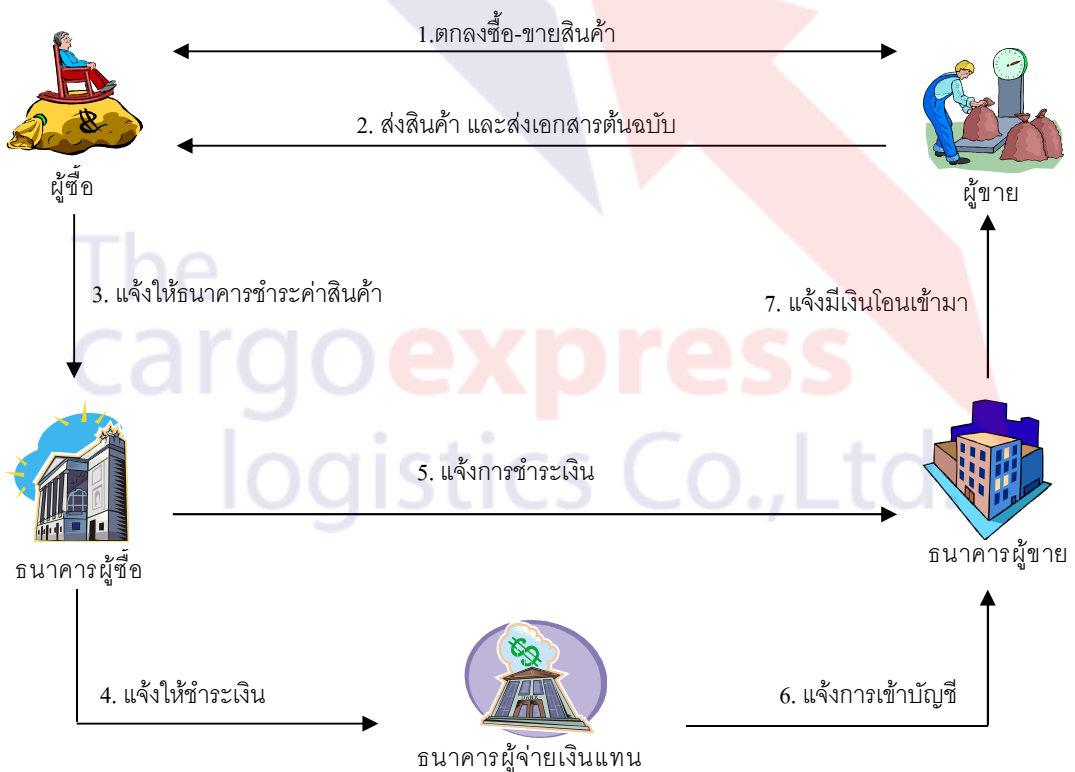 1.ตกลงซื้อ-ขายสินค้า
2. ส่งสินค้า และส่งเอกสารต้นฉบับ
ผู้ซื้อ
ผู้ขาย
The
3. แจ้งให้ธนาคารชำระค่าสินค้า
7. แจ้งมีเงินโอนเข้ามา
cargoexpress
logistics Co.,Ltd.
5. แจ้งการชำระเงิน
ธนาคารผู้ซื้อ
ธนาคารผู้ขาย
4. แจ้งให้ชำระเงิน
6. แจ้งการเข้าบัญชี
ธนาคารผู้จ่ายเงินแทน